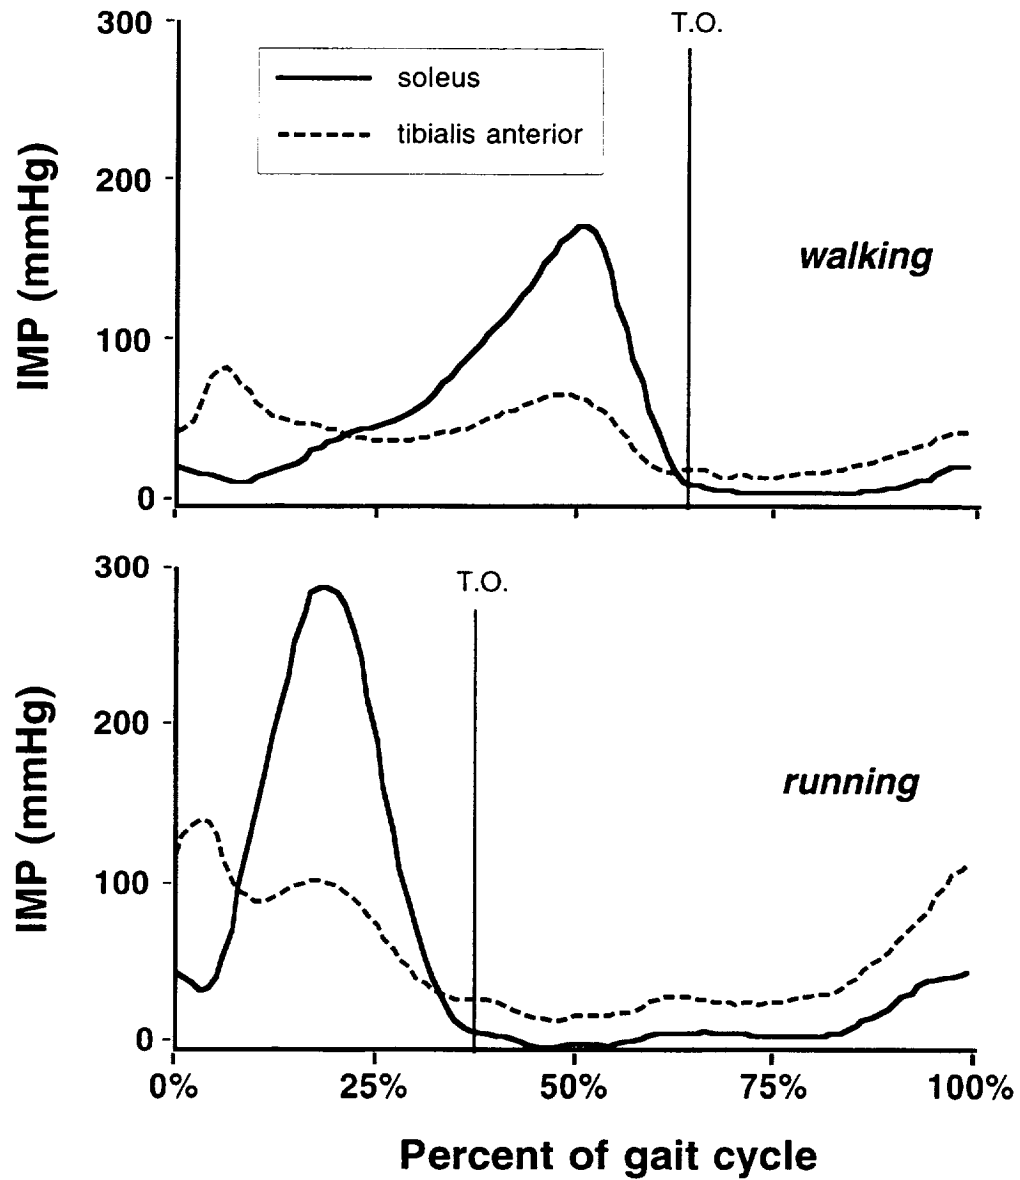 300
T.O.
soleus
tibialis anterior
200
walking
IMP (mmHg)
100
0
300
T.O.
200
running
IMP (mmHg)
100
0
0%
25%
50%
75%
100%
Percent of gait cycle